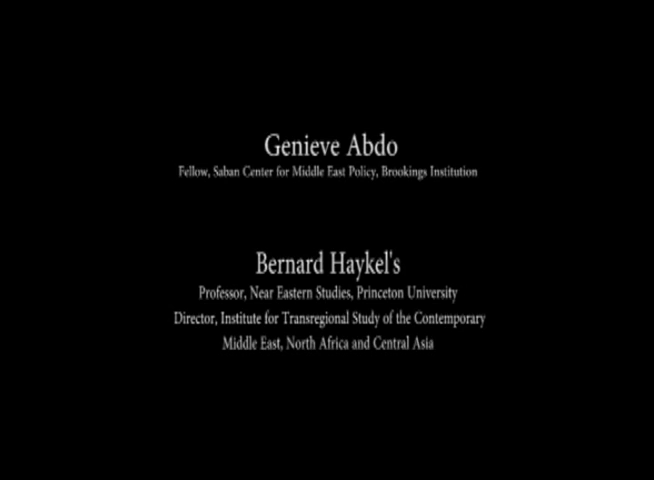 Genieve Abdo
Fellow, Saban Center for Middle East Policy, Brookings Institution
Bernard Haykel's
Professor, Near Eastern Studies, Princeton University
Director, Institute for Transregional Study of the Contemporary
Middle East, North Africa and Central Asia